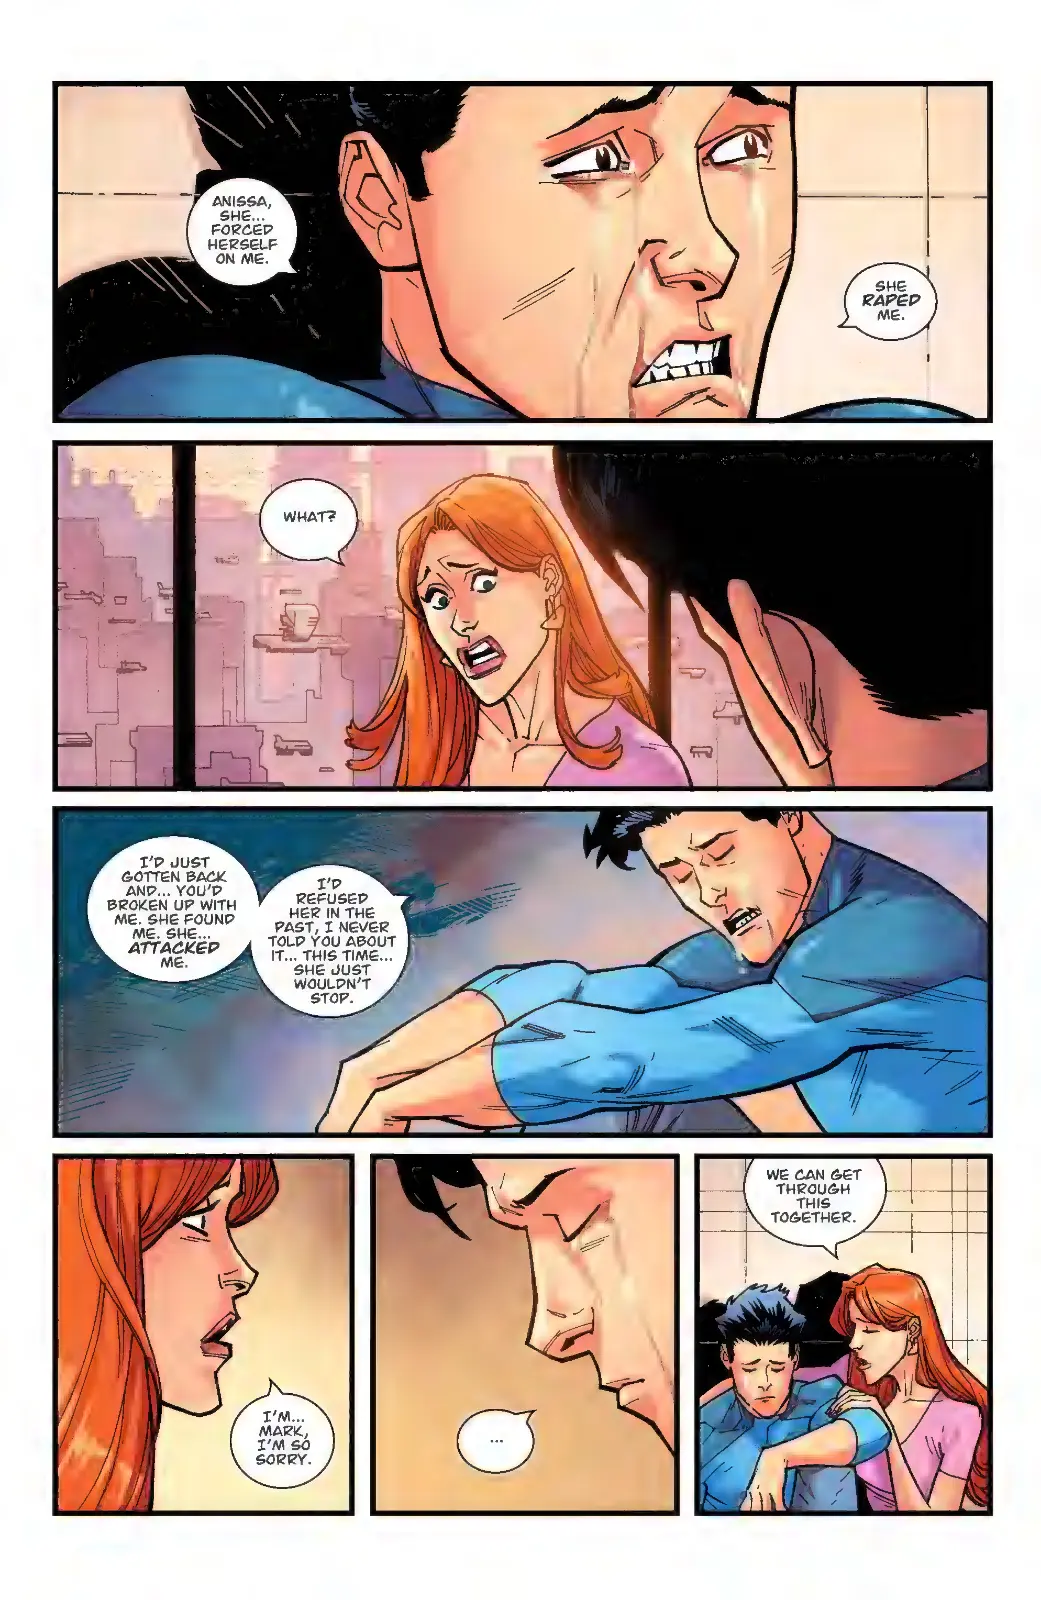 ANISSA,
SHE...
FORCED
HERSELF
ON ME.
SHE
RAPED
ME.
WHAT?
I'D JUST
GOTTEN BACK
AND... YOU'D
BROKEN UP WITH
ME. SHE FOUND
ME. SHE...
ATTACKED
ME.
I'D
REFUSED
HER IN THE
PAST, I NEVER
TOLD YOU ABOUT
IT... THIS TIME...
SHE JUST
WOULDN'T
STOP.
I'M...
MARK,
I'M SO
SORRY.
...
WE CAN GET
THROUGH
THIS
TOGETHER.